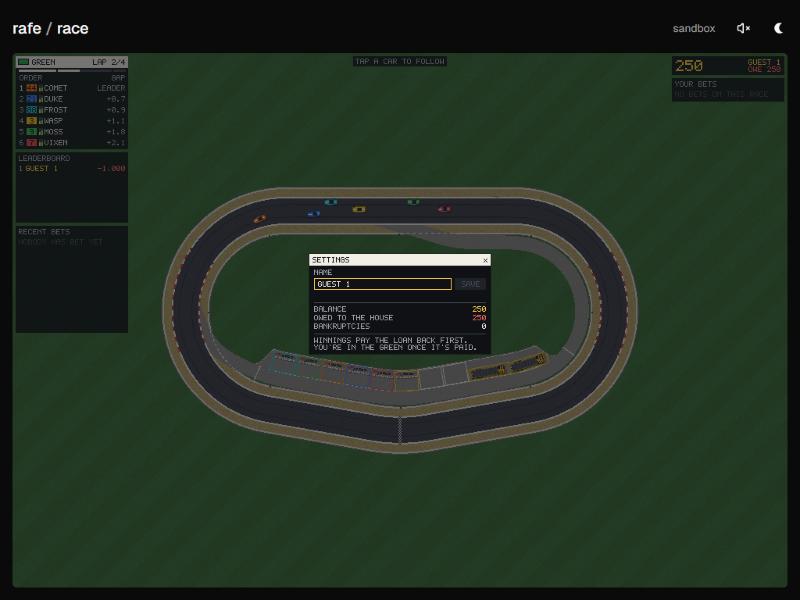 rafe / race
sandbox
GREEN LAP 2/4
ORDER GAP
1 44 COMET LEADER
2 DUKE +0.7
3 FROST +0.9
4 WASP +1.1
5 MOSS +1.8
6 7 VIXEN +2.1
LEADERBOARD
1 GUEST 1 -1,000
RECENT BETS
NOBODY HAS BET YET
TAP A CAR TO FOLLOW
250 GUEST 1
OWE 250
YOUR BETS
NO BETS ON THIS RACE
SETTINGS ×
NAME
GUEST 1 SAVE
BALANCE 250
OWED TO THE HOUSE 250
BANKRUPTCIES 0
WINNINGS PAY THE LOAN BACK FIRST.
YOU'RE IN THE GREEN ONCE IT'S PAID.